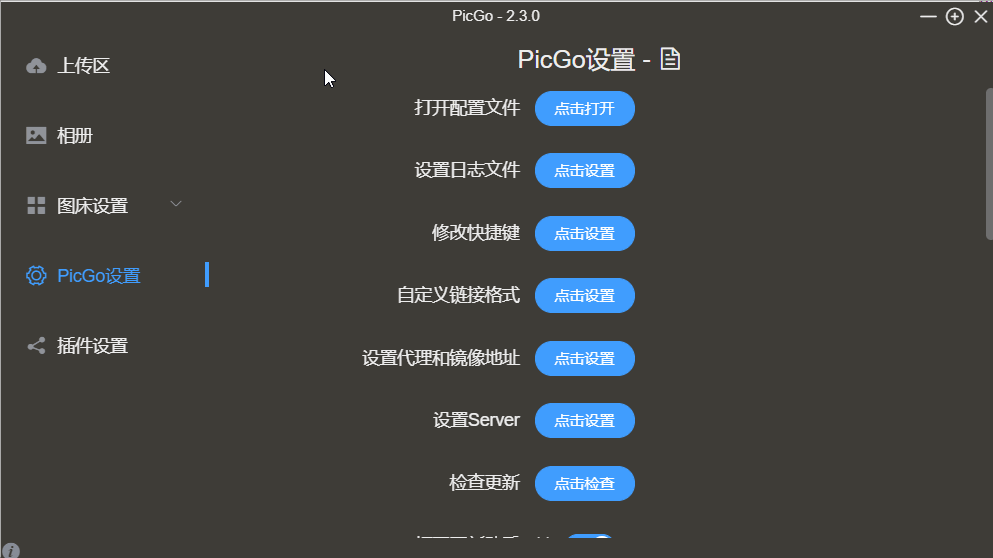 PicGo - 2.3.0
上传区
相册
图床设置
PicGo设置
插件设置
PicGo设置 -
打开配置文件 点击打开
设置日志文件 点击设置
修改快捷键 点击设置
自定义链接格式 点击设置
设置代理和镜像地址 点击设置
设置Server 点击设置
检查更新 点击检查